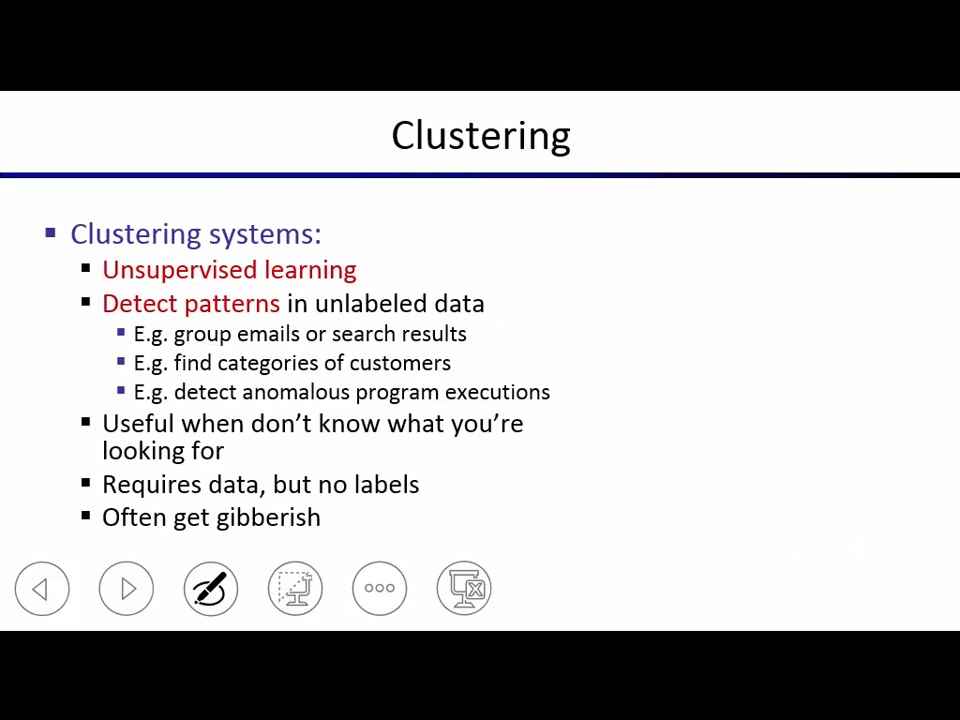 Clustering
Clustering systems:
Unsupervised learning
Detect patterns in unlabeled data
E.g. group emails or search results
E.g. find categories of customers
E.g. detect anomalous program executions
Useful when don't know what you're
looking for
Requires data, but no labels
Often get gibberish